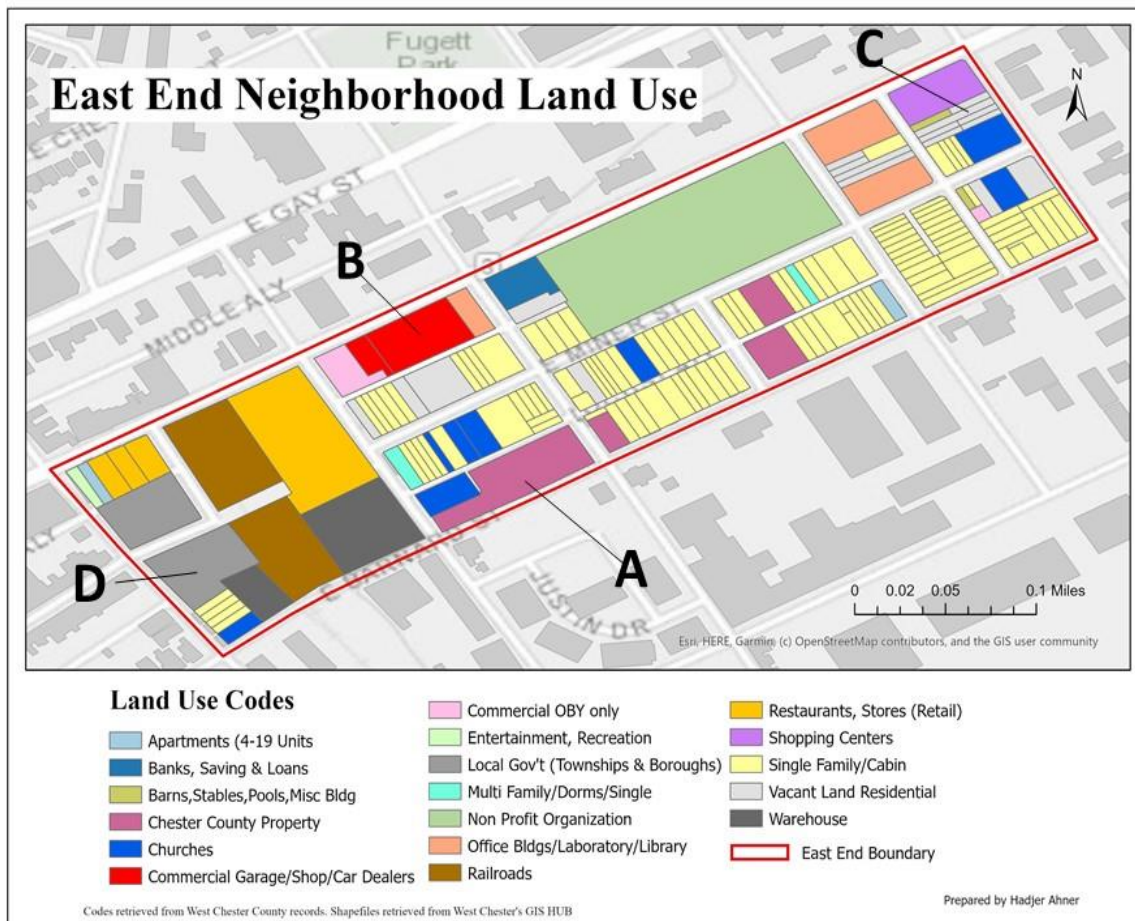 Fugett
Park
East End Neighborhood Land Use
C
N
E GAY ST
B
3
MIDDLE ALY
E MINER ST
D
A
E BARNARD ST
JUSTIN DR
0 0.02 0.05 0.1 Miles
Esri, HERE, Garmin, (c) OpenStreetMap contributors, and the GIS user community
Land Use Codes
Apartments (4-19 Units
Banks, Saving & Loans
Barns,Stables,Pools,Misc Bldg
Chester County Property
Churches
Commercial Garage/Shop/Car Dealers
Commercial OBY only
Entertainment, Recreation
Local Gov't (Townships & Boroughs)
Multi Family/Dorms/Single
Non Profit Organization
Office Bldgs/Laboratory/Library
Railroads
Restaurants, Stores (Retail)
Shopping Centers
Single Family/Cabin
Vacant Land Residential
Warehouse
East End Boundary
Codes retrieved from West Chester County records. Shapefiles retrieved from West Chester's GIS HUB
Prepared by Hadjer Ahner